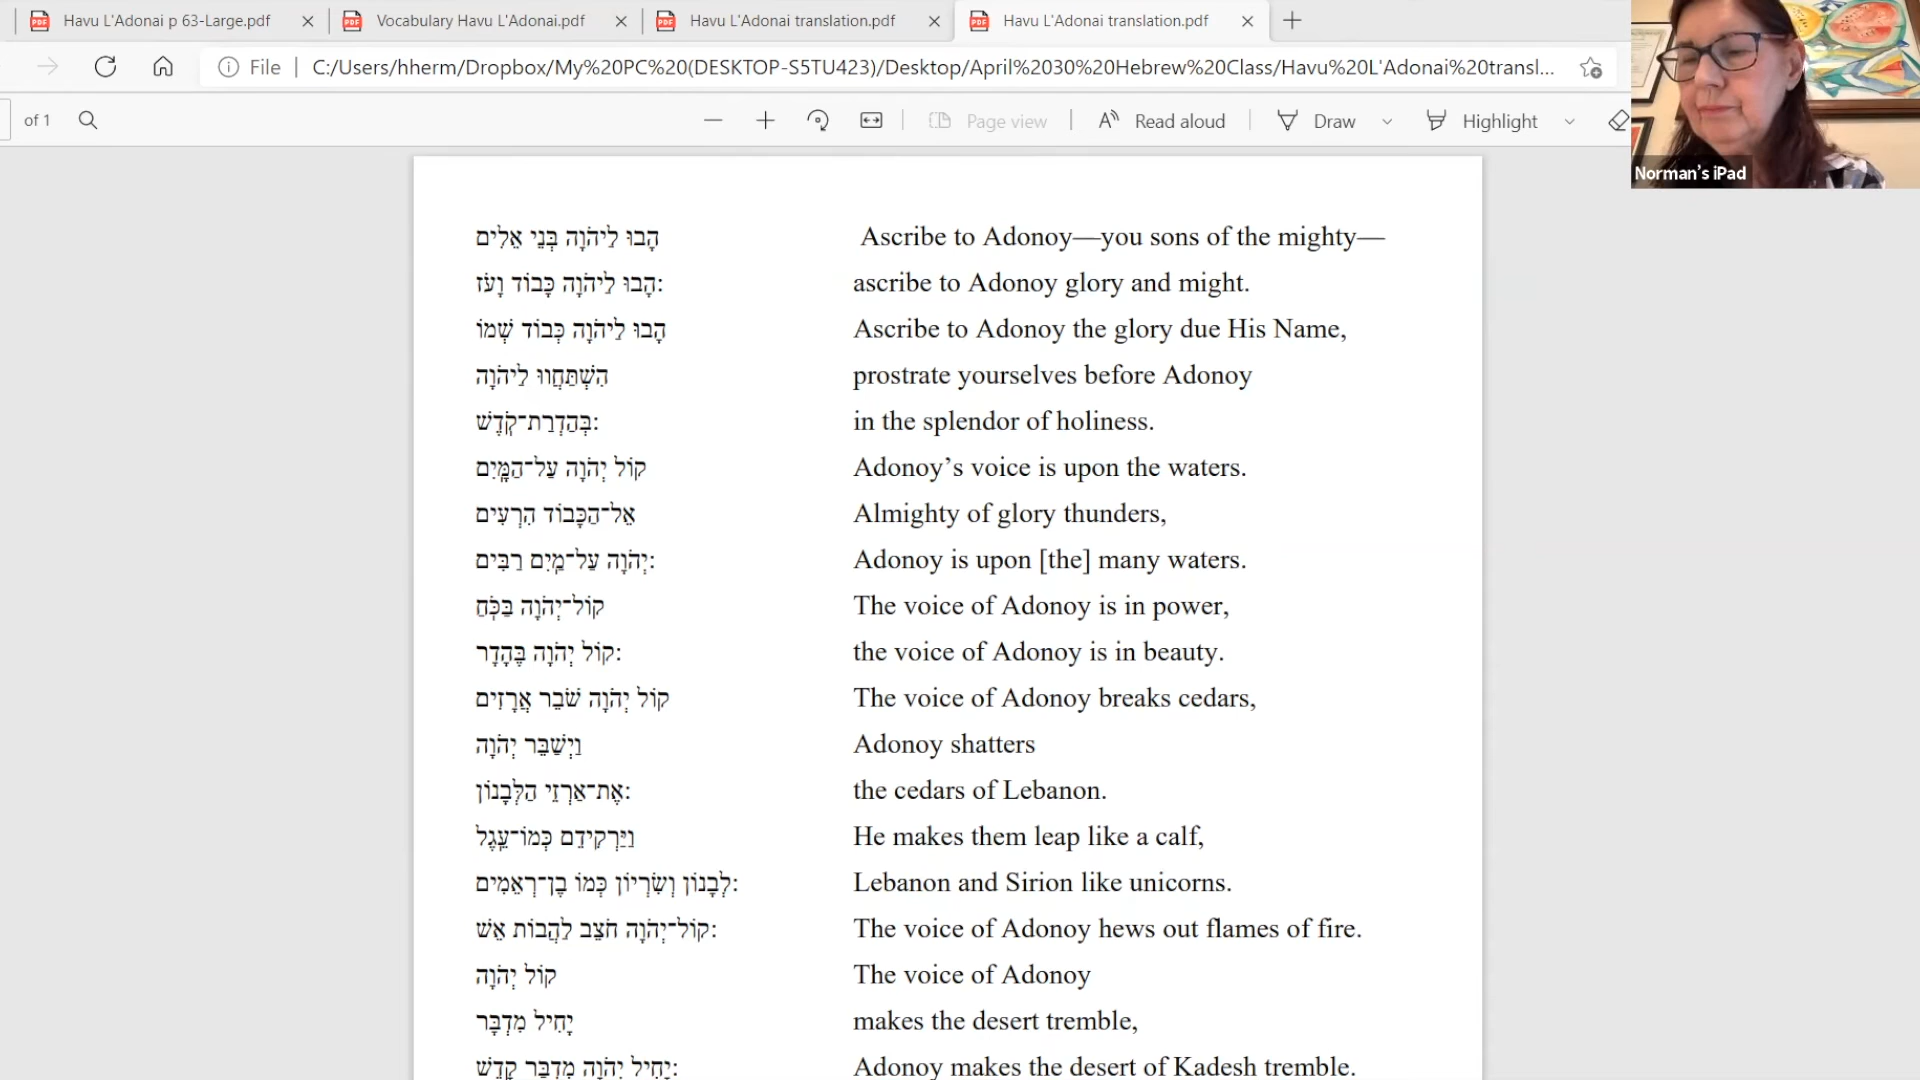 Havu L'Adonai p 63-Large.pdf
Vocabulary Havu L'Adonai.pdf
Havu L'Adonai translation.pdf
Havu L'Adonai translation.pdf
File | C:/Users/hherm/Dropbox/My%20PC%20(DESKTOP-S5TU423)/Desktop/April%2030%20Hebrew%20Class/Havu%20L'Adonai%20transl...
of 1
Page view
Read aloud
Draw
Highlight
Norman's iPad
הָבוּ לַיהֹוָה בְּנֵי אֵלִים Ascribe to Adonoy—you sons of the mighty—
הָבוּ לַיהֹוָה כָּבוֹד וָעֹז: ascribe to Adonoy glory and might.
הָבוּ לַיהֹוָה כְּבוֹד שְׁמוֹ Ascribe to Adonoy the glory due His Name,
הִשְׁתַּחֲווּ לַיהֹוָה prostrate yourselves before Adonoy
בְּהַדְרַת־קֹדֶשׁ: in the splendor of holiness.
קוֹל יְהֹוָה עַל־הַמָּיִם Adonoy's voice is upon the waters.
אֵל־הַכָּבוֹד הִרְעִים Almighty of glory thunders,
יְהֹוָה עַל־מַיִם רַבִּים: Adonoy is upon [the] many waters.
קוֹל־יְהֹוָה בַּכֹּחַ The voice of Adonoy is in power,
קוֹל יְהֹוָה בֶּהָדָר: the voice of Adonoy is in beauty.
קוֹל יְהֹוָה שֹׁבֵר אֲרָזִים The voice of Adonoy breaks cedars,
וַיְשַׁבֵּר יְהֹוָה Adonoy shatters
אֶת־אַרְזֵי הַלְּבָנוֹן: the cedars of Lebanon.
וַיַּרְקִידֵם כְּמוֹ־עֵגֶל He makes them leap like a calf,
לְבָנוֹן וְשִׂרְיוֹן כְּמוֹ בֶן־רְאֵמִים: Lebanon and Sirion like unicorns.
קוֹל־יְהֹוָה חֹצֵב לַהֲבוֹת אֵשׁ: The voice of Adonoy hews out flames of fire.
קוֹל יְהֹוָה The voice of Adonoy
יָחִיל מִדְבָּר makes the desert tremble,
יָחִיל יְהֹוָה מִדְבַּר קָדֵשׁ: Adonoy makes the desert of Kadesh tremble.